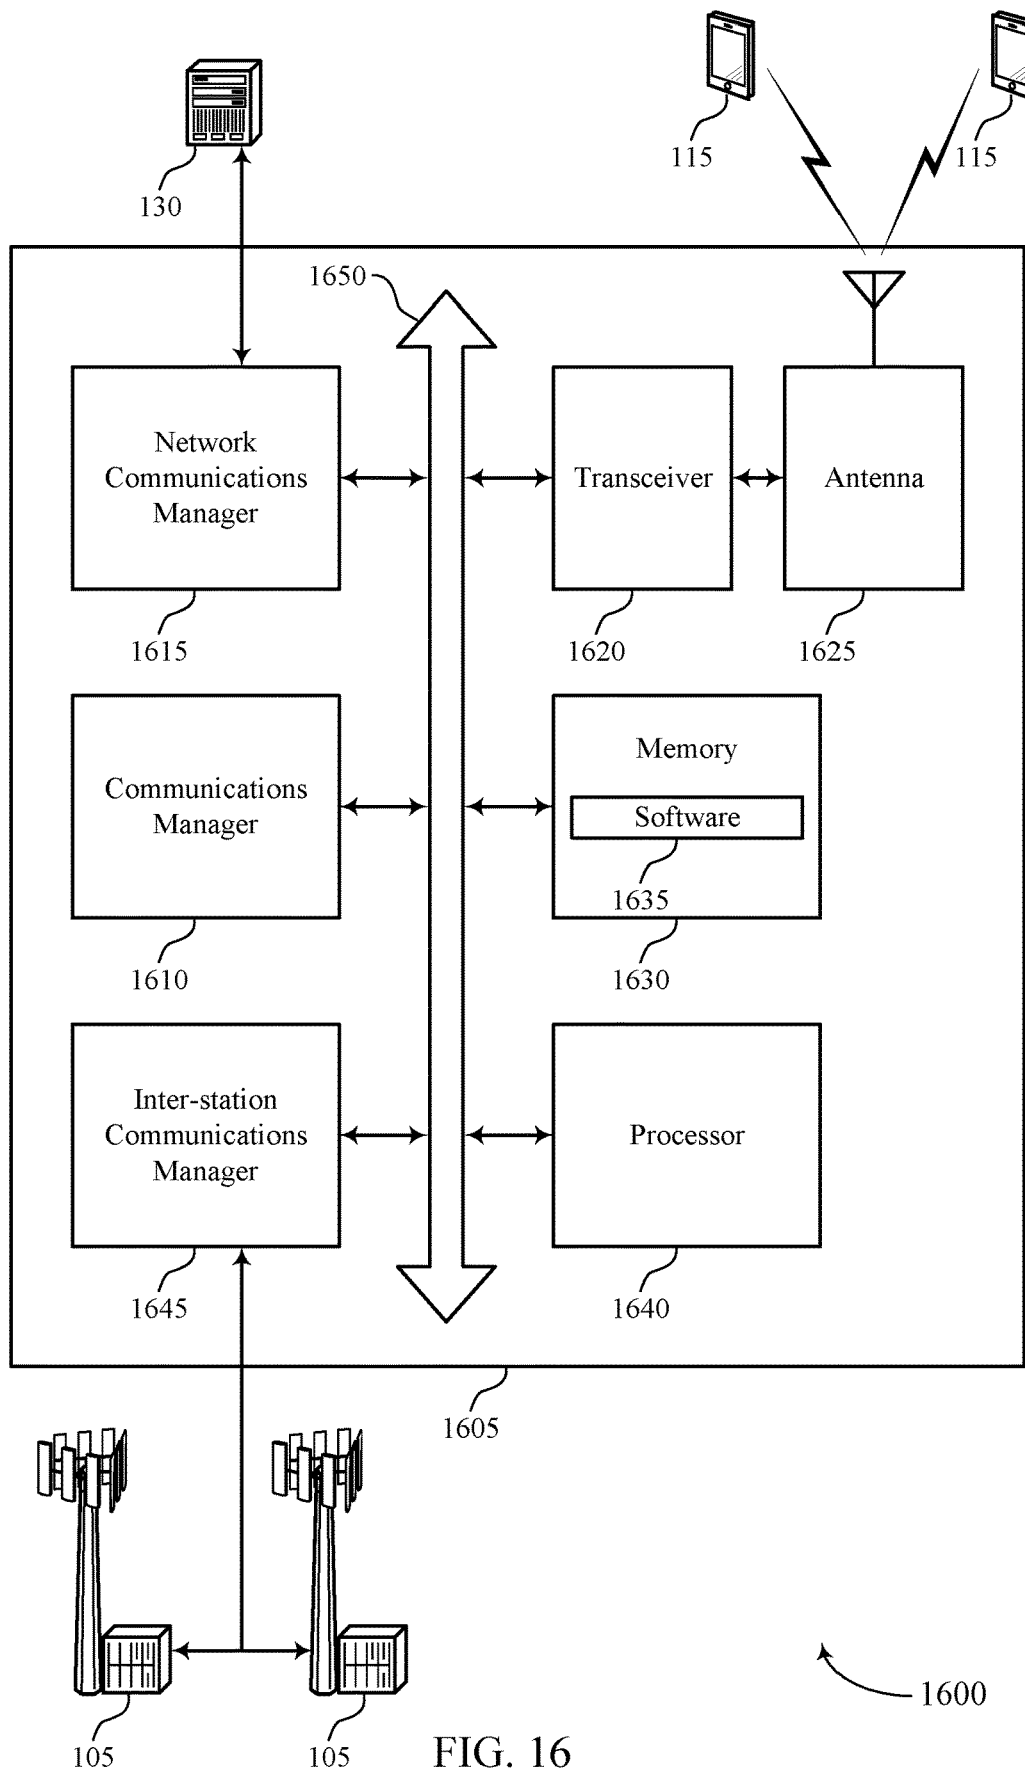 115
115
130
1650
Network
Communications
Manager
Transceiver
Antenna
1615
1620
1625
Communications
Manager
Memory
Software
1635
1610
1630
Inter-station
Communications
Manager
Processor
1645
1640
1605
1600
105
105
FIG. 16